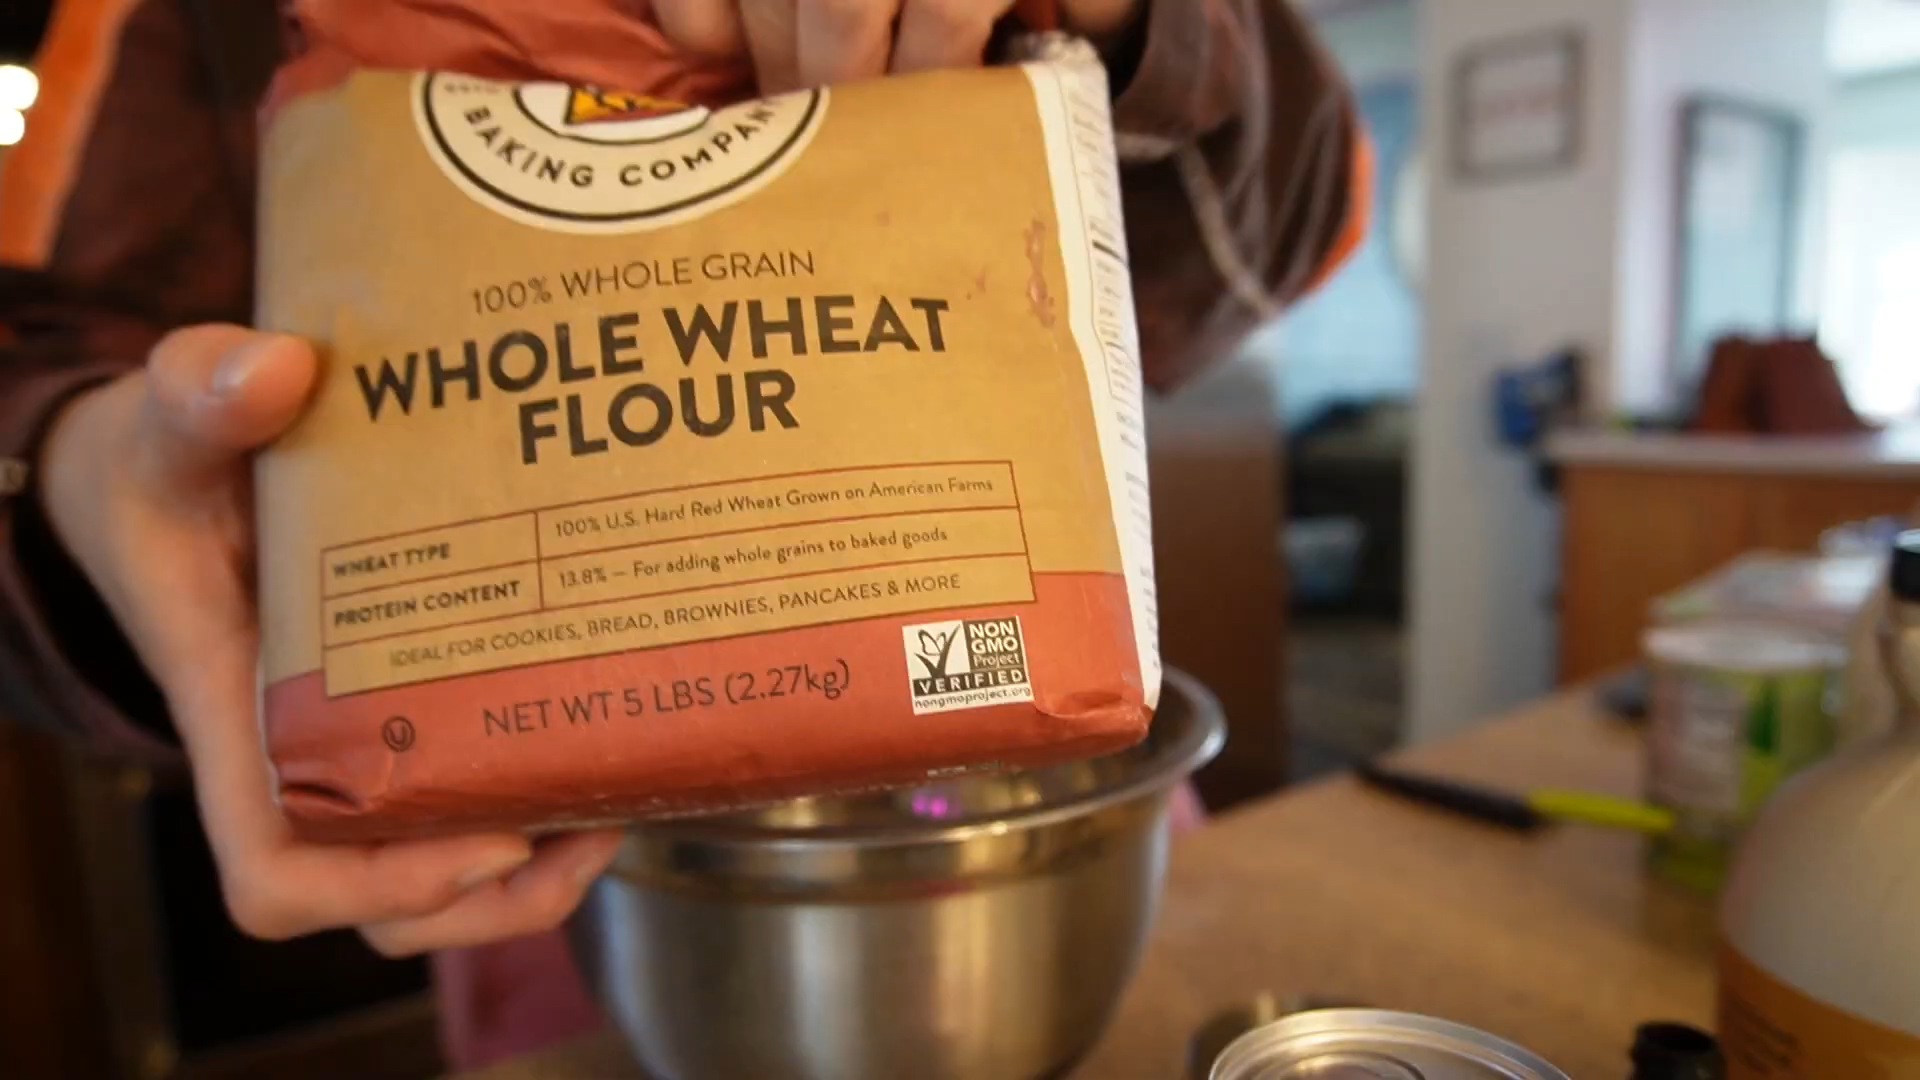 BAKING COMPANY
100% WHOLE GRAIN
WHOLE WHEAT
FLOUR
WHEAT TYPE
100% U.S. Hard Red Wheat Grown on American Farms
PROTEIN CONTENT
13.8% – For adding whole grains to baked goods
IDEAL FOR COOKIES, BREAD, BROWNIES, PANCAKES & MORE
NET WT 5 LBS (2.27kg)
U
NON
GMO
Project
VERIFIED
nongmoproject.org